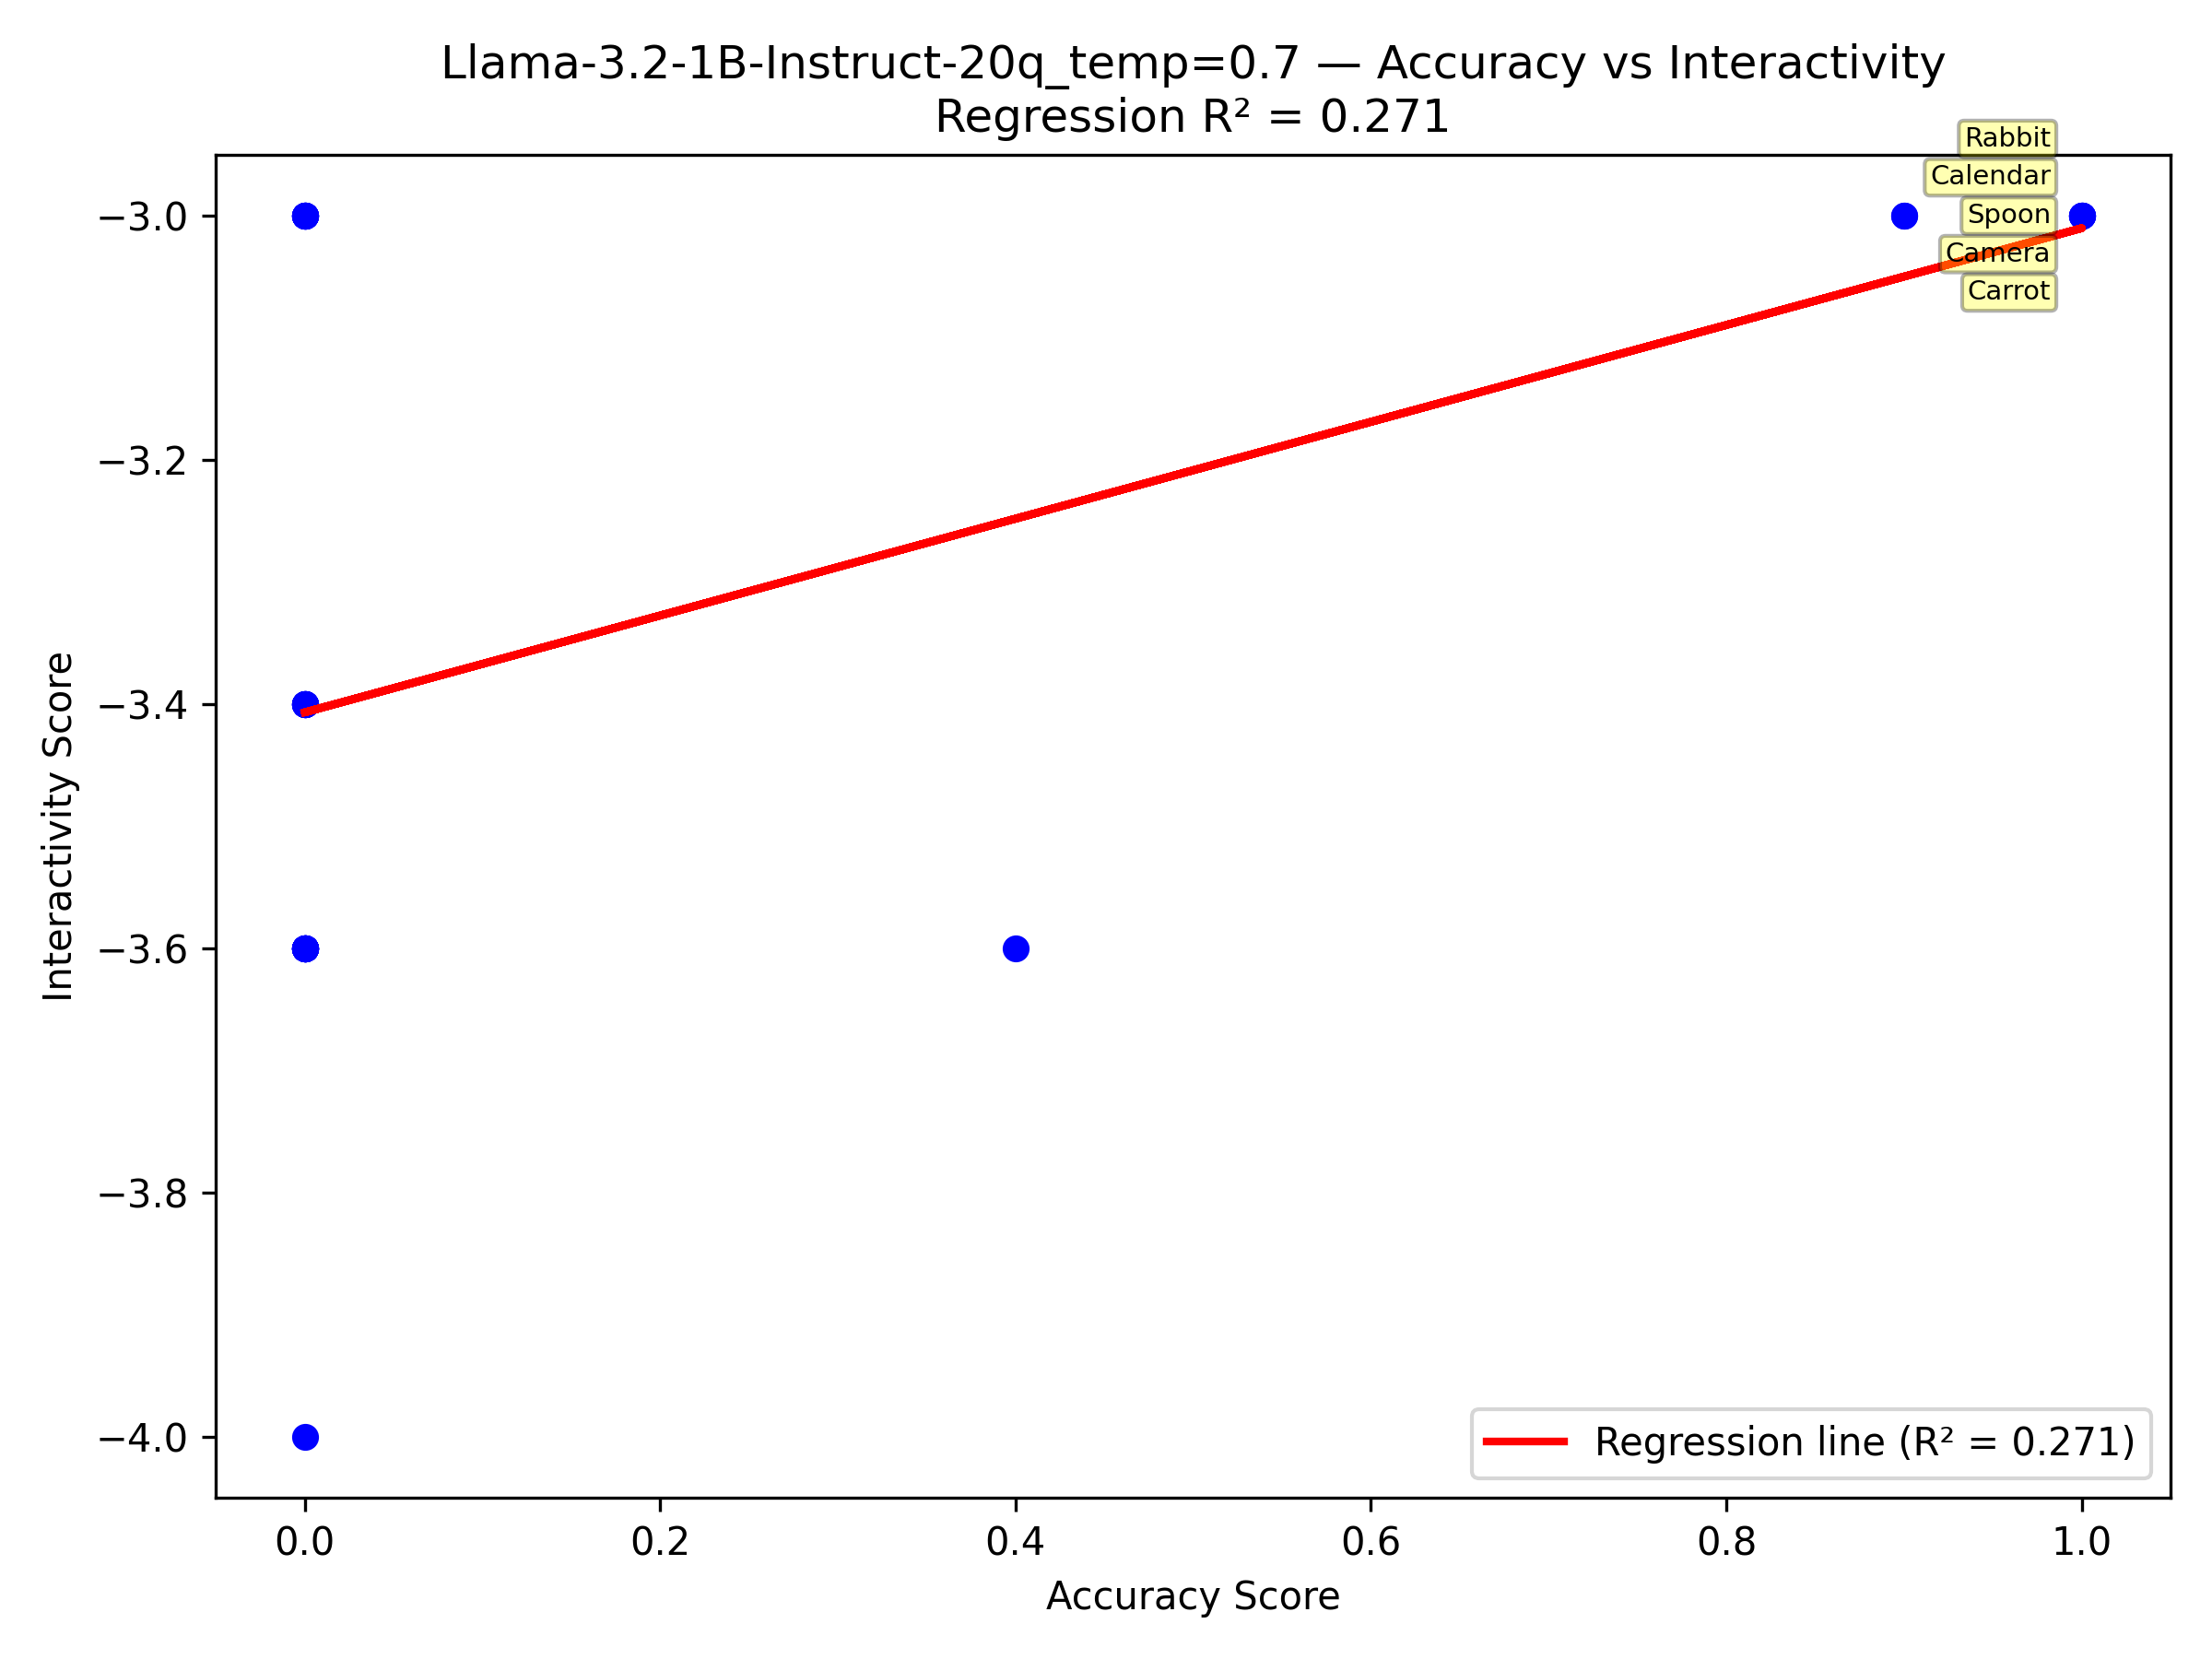 Llama-3.2-1B-Instruct-20q_temp=0.7 — Accuracy vs Interactivity
Regression R² = 0.271
Rabbit
Calendar
Spoon
Camera
Carrot
−3.0
−3.2
−3.4
−3.6
−3.8
−4.0
Interactivity Score
Regression line (R² = 0.271)
0.0 0.2 0.4 0.6 0.8 1.0
Accuracy Score